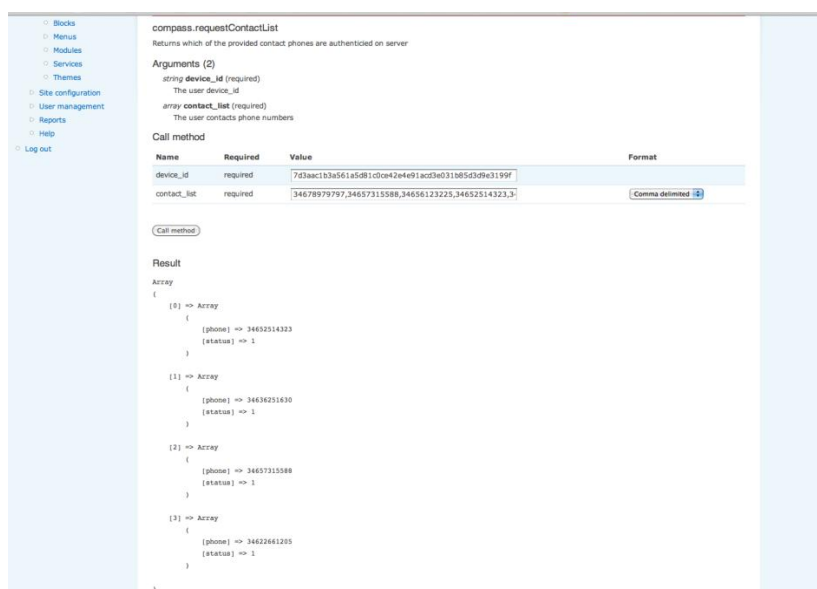 Blocks
Menus
Modules
Services
Themes
Site configuration
User management
Reports
Help
Log out
compass.requestContactList
Returns which of the provided contact phones are authenticied on server
Arguments (2)
string device_id (required)
The user device_id
array contact_list (required)
The user contacts phone numbers
Call method
Name Required Value Format
device_id required 7d3aac1b3a561a5d81c0ce42e4e91acd3e031b85d3d9e3199f
contact_list required 34678979797,34657315588,34656123225,34652514323,3 Comma delimited
Call method
Result
Array
(
[0] => Array
(
[phone] => 34652514323
[status] => 1
)
[1] => Array
(
[phone] => 34636251630
[status] => 1
)
[2] => Array
(
[phone] => 34657315588
[status] => 1
)
[3] => Array
(
[phone] => 34622661205
[status] => 1
)